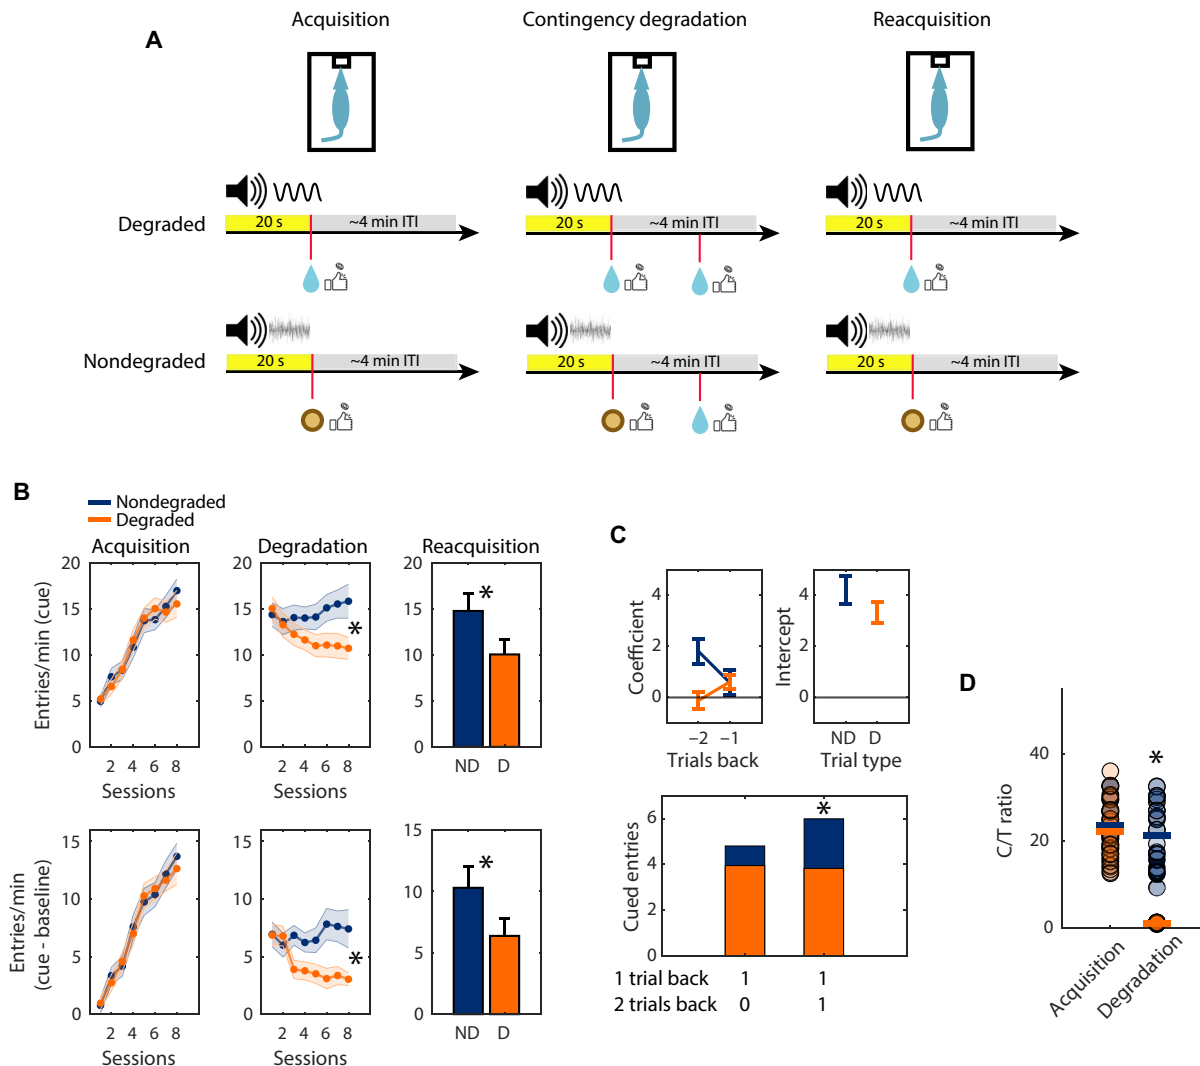 A
Acquisition
Contingency degradation
Reacquisition
Degraded
20 s
~4 min ITI
20 s
~4 min ITI
20 s
~4 min ITI
Nondegraded
20 s
~4 min ITI
20 s
~4 min ITI
20 s
~4 min ITI
B
Nondegraded
Degraded
Acquisition
Degradation
Reacquisition
Entries/min (cue)
20
15
10
5
0
2 4 6 8
Sessions
20
15
10
5
0
*
2 4 6 8
Sessions
20
15
10
5
0
*
ND D
Entries/min
(cue - baseline)
15
10
5
0
2 4 6 8
Sessions
15
10
5
0
*
2 4 6 8
Sessions
15
10
5
0
*
ND D
C
Coefficient
4
2
0
−2 −1
Trials back
Intercept
4
2
0
ND D
Trial type
Cued entries
6
4
2
0
*
1 trial back 1 1
2 trials back 0 1
D
C/T ratio
40
20
0
*
Acquisition
Degradation